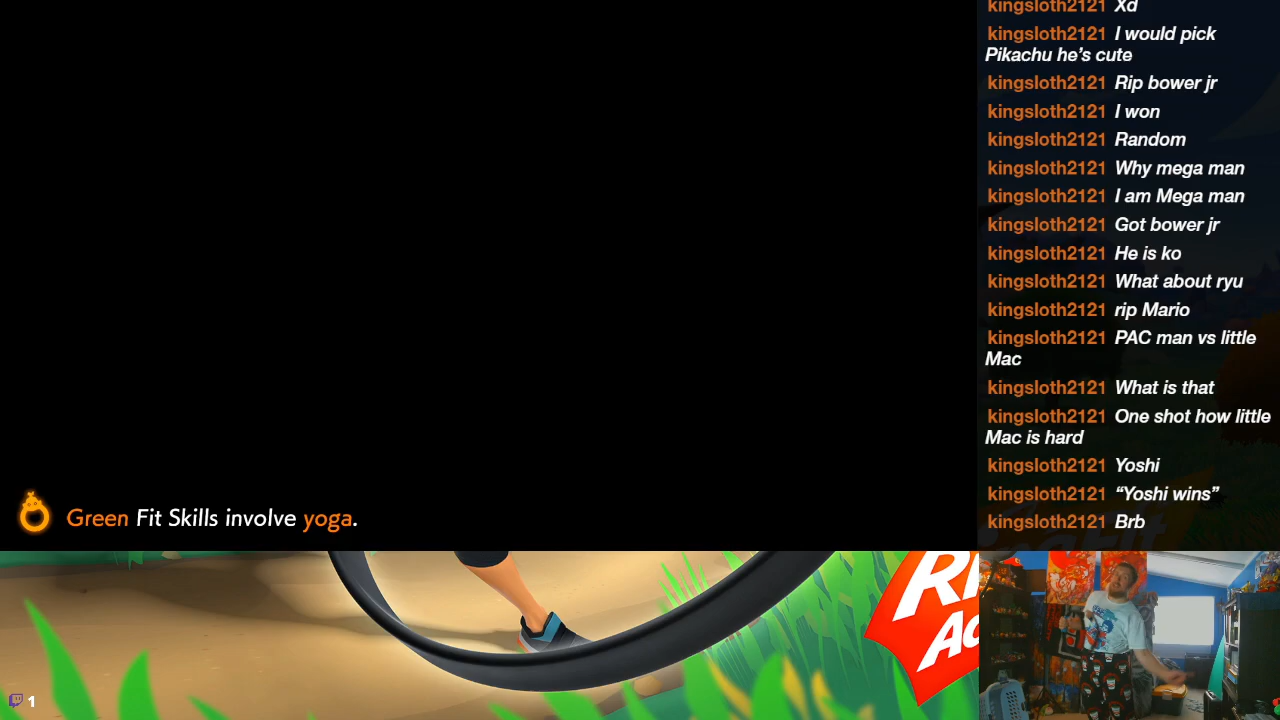 kingsloth2121 Xd
kingsloth2121 I would pick
Pikachu he's cute
kingsloth2121 Rip bower jr
kingsloth2121 I won
kingsloth2121 Random
kingsloth2121 Why mega man
kingsloth2121 I am Mega man
kingsloth2121 Got bower jr
kingsloth2121 He is ko
kingsloth2121 What about ryu
kingsloth2121 rip Mario
kingsloth2121 PAC man vs little
Mac
kingsloth2121 What is that
kingsloth2121 One shot how little
Mac is hard
kingsloth2121 Yoshi
kingsloth2121 “Yoshi wins”
kingsloth2121 Brb
Green Fit Skills involve yoga.
1